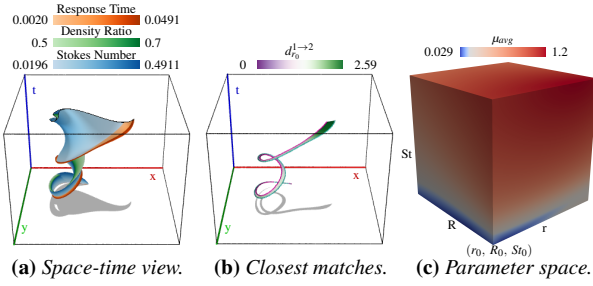 Response Time
0.0020 0.0491
Density Ratio
0.5 0.7
Stokes Number
0.0196 0.4911
t
x
y
(a) Space-time view.
d_{r_0}^{1→2}
0 2.59
t
x
y
(b) Closest matches.
μ_{avg}
0.029 1.2
St
R
r
(r_0, R_0, St_0)
(c) Parameter space.